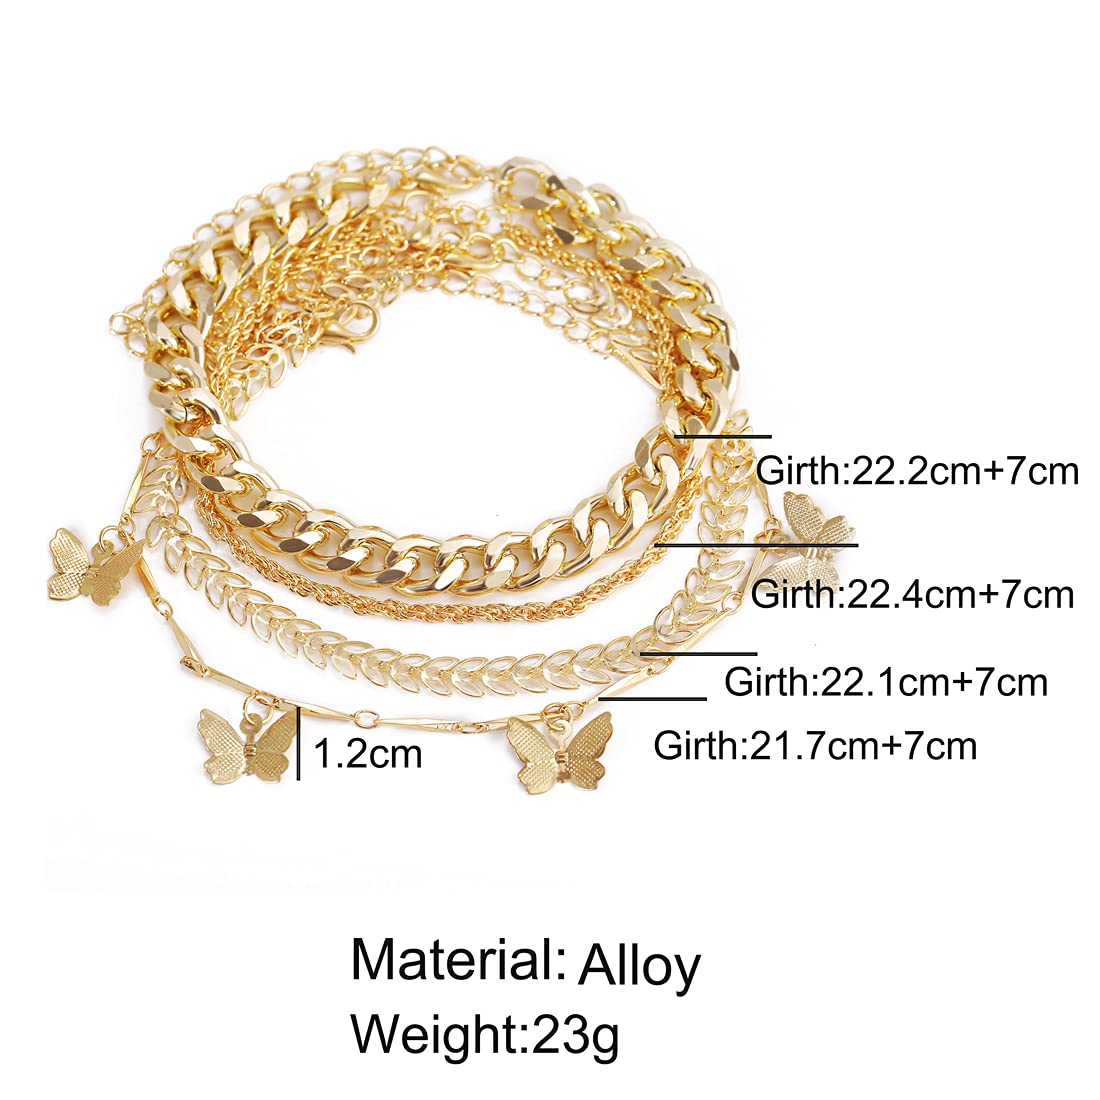 Girth:22.2cm+7cm
Girth:22.4cm+7cm
Girth:22.1cm+7cm
Girth:21.7cm+7cm
1.2cm
Material: Alloy
Weight:23g